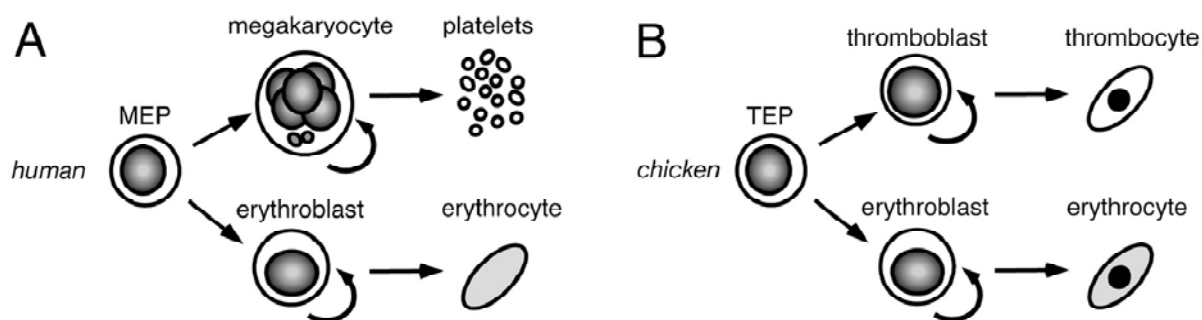 A
megakaryocyte
platelets
MEP
human
erythroblast
erythrocyte
B
thromboblast
thrombocyte
TEP
chicken
erythroblast
erythrocyte